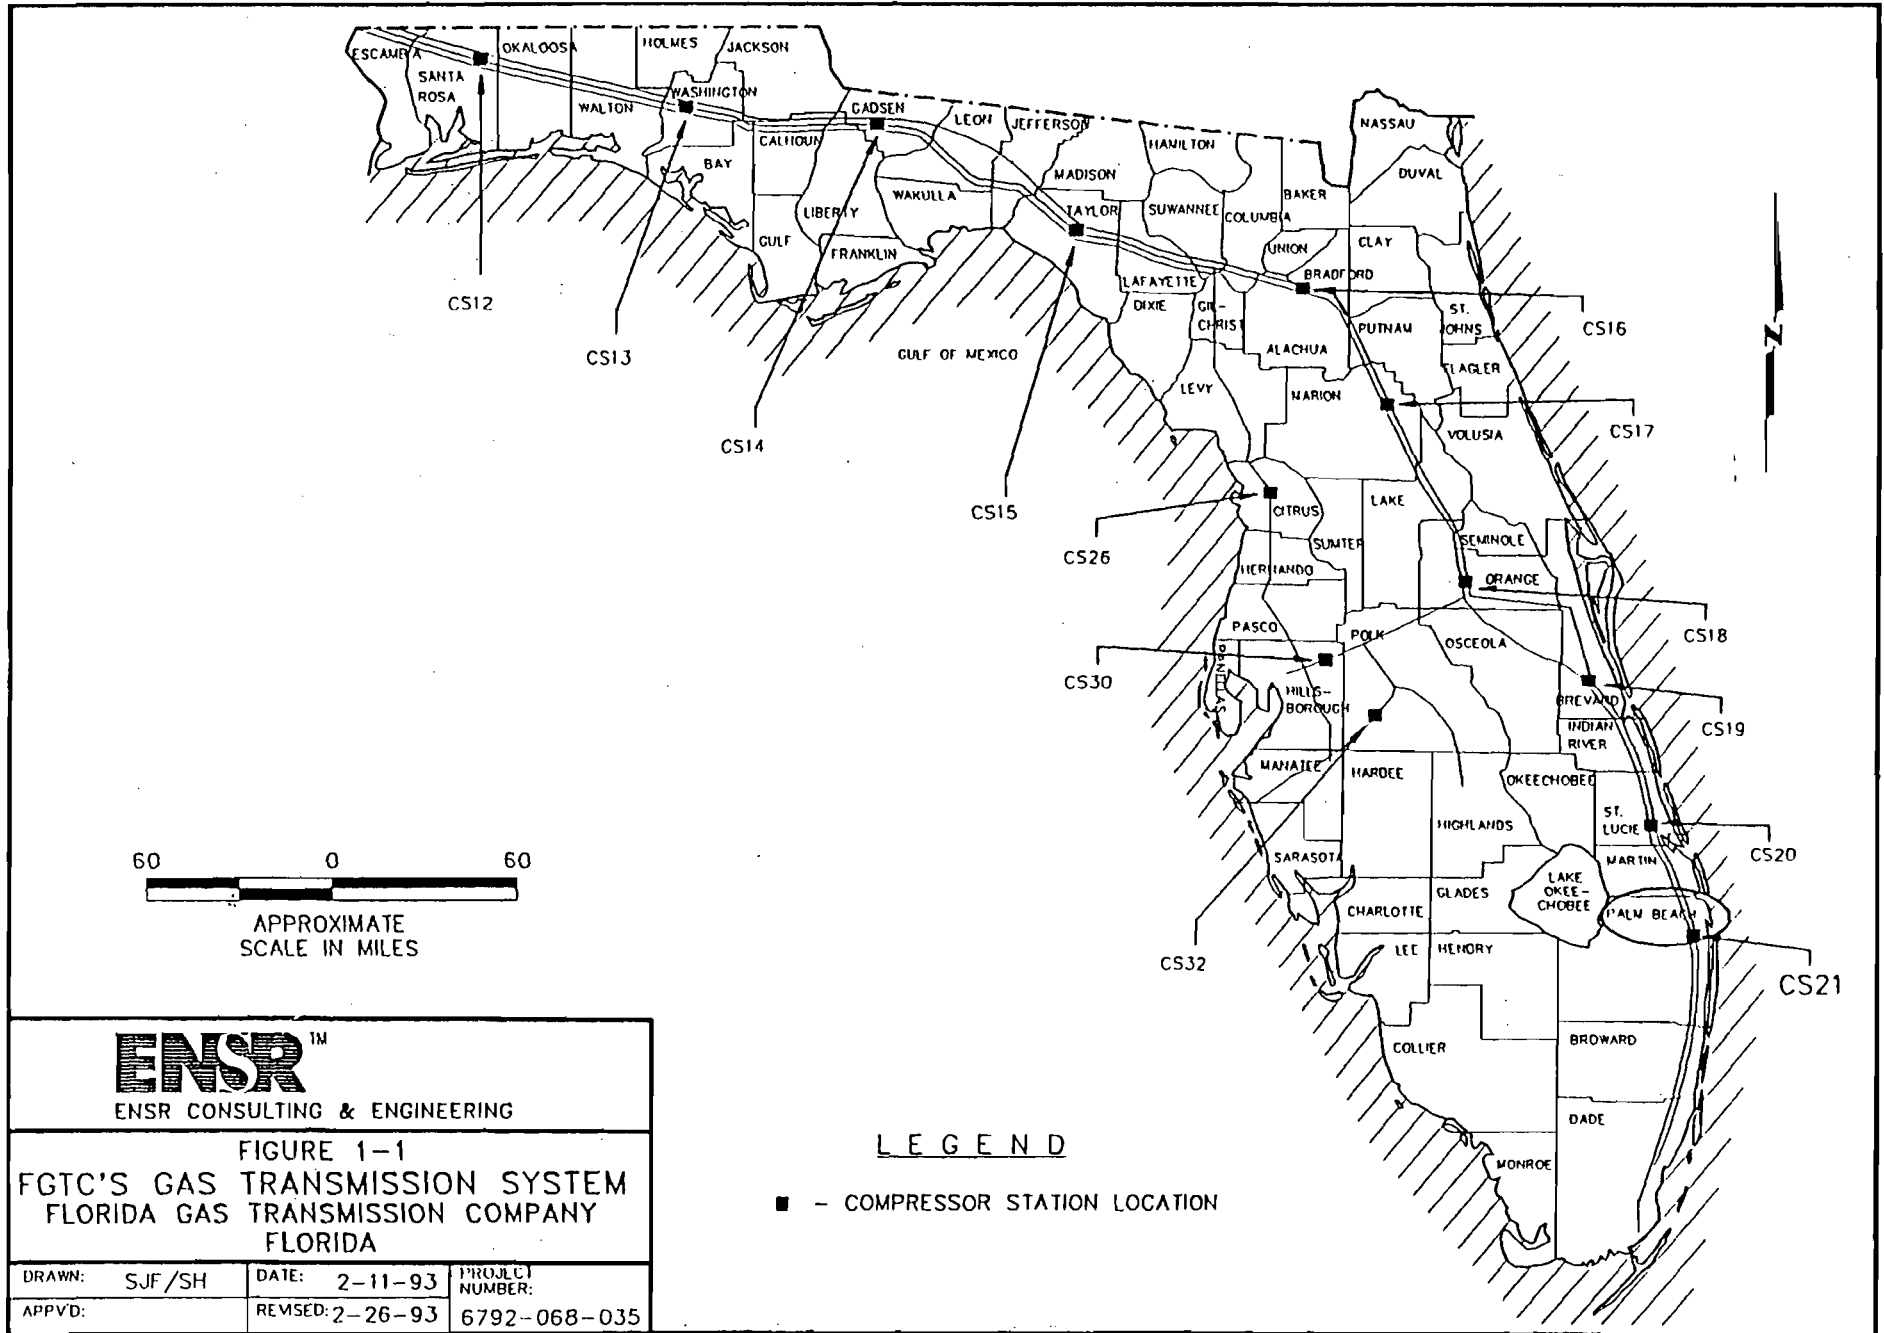 ESCAMBIA
SANTA
ROSA
OKALOOSA
WALTON
HOLMES
JACKSON
WASHINGTON
BAY
CALHOUN
GULF
LIBERTY
FRANKLIN
GADSEN
LEON
WAKULLA
JEFFERSON
MADISON
TAYLOR
HAMILTON
SUWANNEE
LAFAYETTE
DIXIE
COLUMBIA
BAKER
UNION
BRADFORD
GIL-
CHRIST
ALACHUA
NASSAU
DUVAL
CLAY
PUTNAM
ST.
JOHNS
FLAGLER
LEVY
MARION
VOLUSIA
CITRUS
SUMTER
LAKE
SEMINOLE
ORANGE
HERNANDO
PASCO
PINELLAS
HILLS-
BOROUGH
POLK
OSCEOLA
BREVARD
INDIAN
RIVER
MANATEE
HARDEE
OKEECHOBEE
ST.
LUCIE
HIGHLANDS
SARASOTA
MARTIN
LAKE
OKEE-
CHOBEE
GLADES
CHARLOTTE
PALM BEACH
LEE
HENDRY
COLLIER
BROWARD
DADE
MONROE
GULF OF MEXICO
CS12
CS13
CS14
CS15
CS16
CS17
CS26
CS18
CS30
CS19
CS20
CS32
CS21
N
60 0 60
APPROXIMATE
SCALE IN MILES
ENSR™
ENSR CONSULTING & ENGINEERING
FIGURE 1-1
FGTC'S GAS TRANSMISSION SYSTEM
FLORIDA GAS TRANSMISSION COMPANY
FLORIDA
DRAWN: SJF/SH
DATE: 2-11-93
PROJECT
NUMBER:
6792-068-035
APPV'D:
REVISED: 2-26-93
LEGEND
■ - COMPRESSOR STATION LOCATION